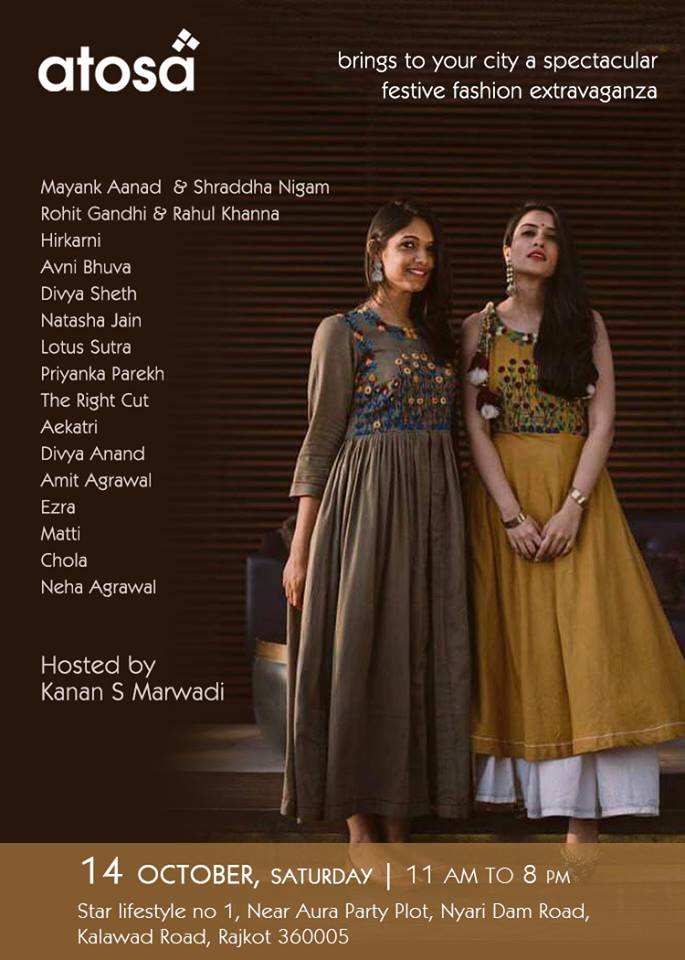 atosa
brings to your city a spectacular
festive fashion extravaganza
Mayank Aanad & Shraddha Nigam
Rohit Gandhi & Rahul Khanna
Hirkarni
Avni Bhuva
Divya Sheth
Natasha Jain
Lotus Sutra
Priyanka Parekh
The Right Cut
Aekatri
Divya Anand
Amit Agrawal
Ezra
Matti
Chola
Neha Agrawal
Hosted by
Kanan S Marwadi
14 OCTOBER, SATURDAY | 11 AM TO 8 PM
Star lifestyle no 1, Near Aura Party Plot, Nyari Dam Road,
Kalawad Road, Rajkot 360005